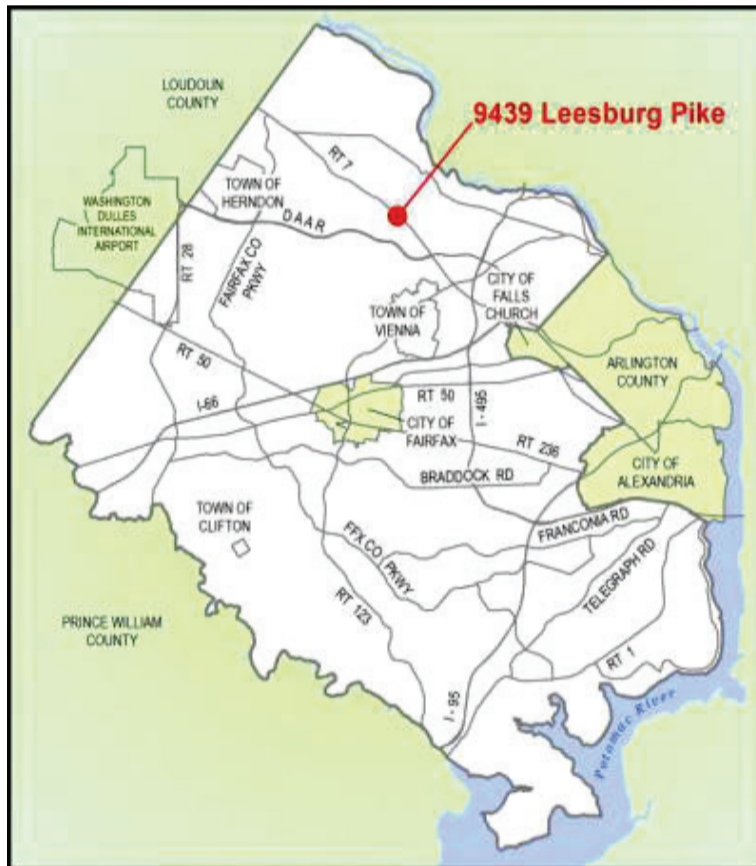 LOUDOUN
COUNTY
9439 Leesburg Pike
RT 7
TOWN OF
HERNDON
WASHINGTON
DULLES
INTERNATIONAL
AIRPORT
DAAR
RT 28
FAIRFAX CO
PKWY
CITY OF
FALLS
CHURCH
TOWN OF
VIENNA
RT 50
ARLINGTON
COUNTY
I-66
RT 50
I-495
CITY OF
FAIRFAX
RT 236
BRADDOCK RD
CITY OF
ALEXANDRIA
TOWN OF
CLIFTON
FRANCONIA RD
FFX CO
PKWY
TELEGRAPH RD
PRINCE WILLIAM
COUNTY
RT 123
RT 1
I-95
Potomac River